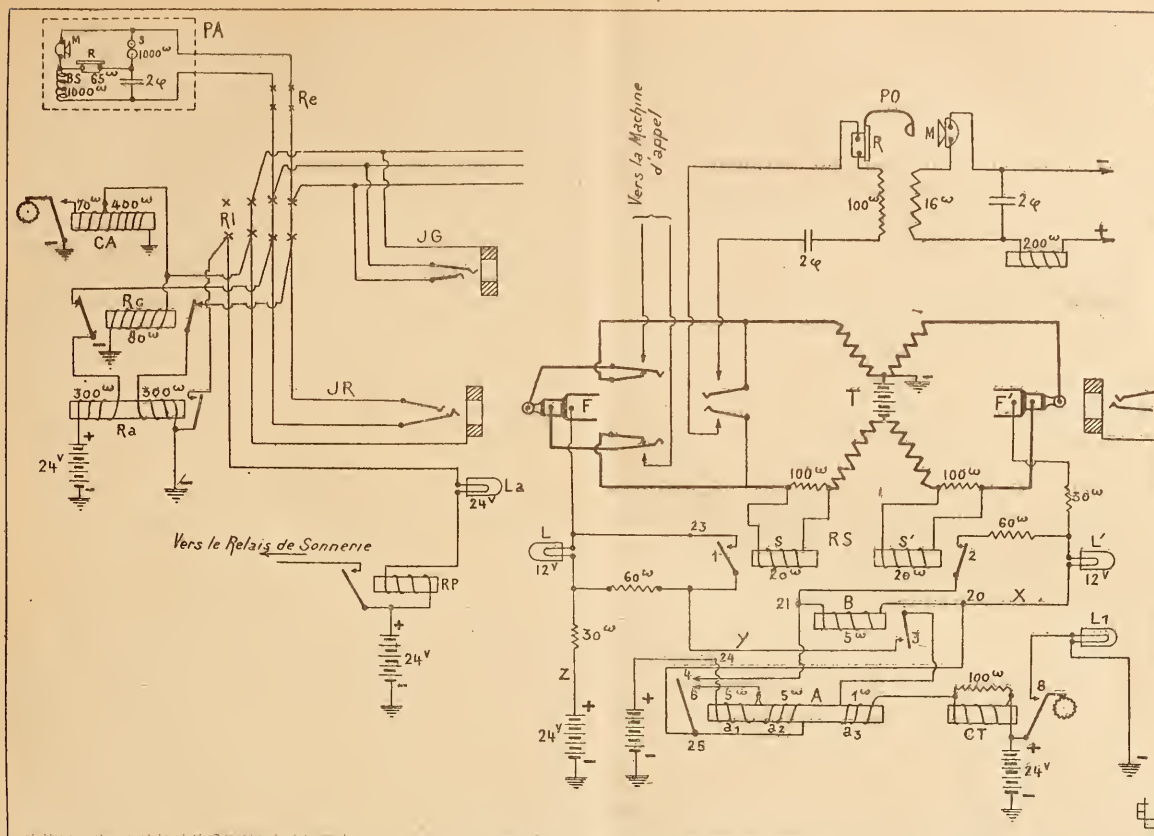 PA
M
S
1000ω
R
BS 65ω
2φ
1000ω
Re
70ω 400ω
CA
RI
JG
Rc
80ω
300ω 300ω
Ra
24V
JR
La
24V
Vers le Relais de Sonnerie
RP
24V
Vers la Machine
d'appel
PO
R
M
100ω
16ω
2φ
2φ
200ω
F
T
F'
100ω
100ω
30ω
S
RS
S'
20ω
20ω
L
12V
23
1
60ω
60ω
2
L'
12V
21
B
5ω
20
X
3
y
30ω
Z
24
4
6
5ω
5ω
A
1ω
a1
a2
a3
25
100ω
CT
8
L1
24V
24V